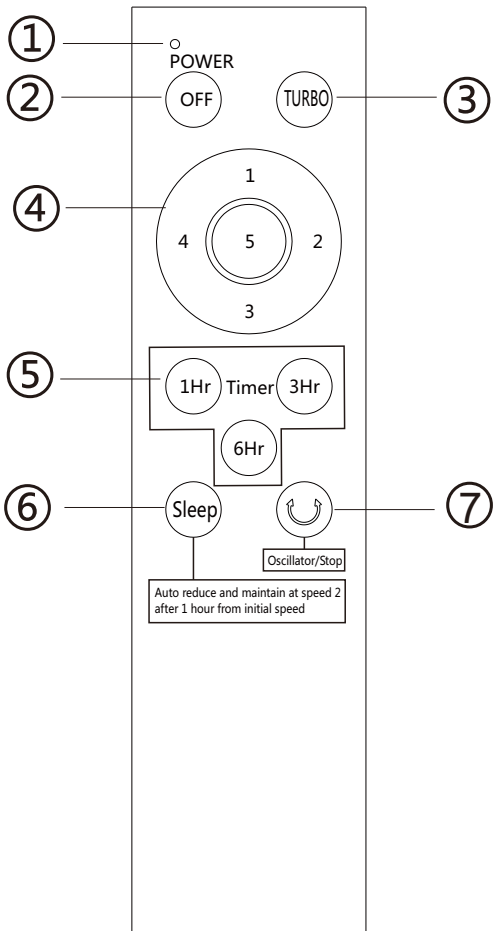 ①
POWER
②
OFF
TURBO
③
④
1
4
5
2
3
⑤
1Hr
Timer
3Hr
6Hr
⑥
Sleep
⑦
Oscillator/Stop
Auto reduce and maintain at speed 2
after 1 hour from initial speed